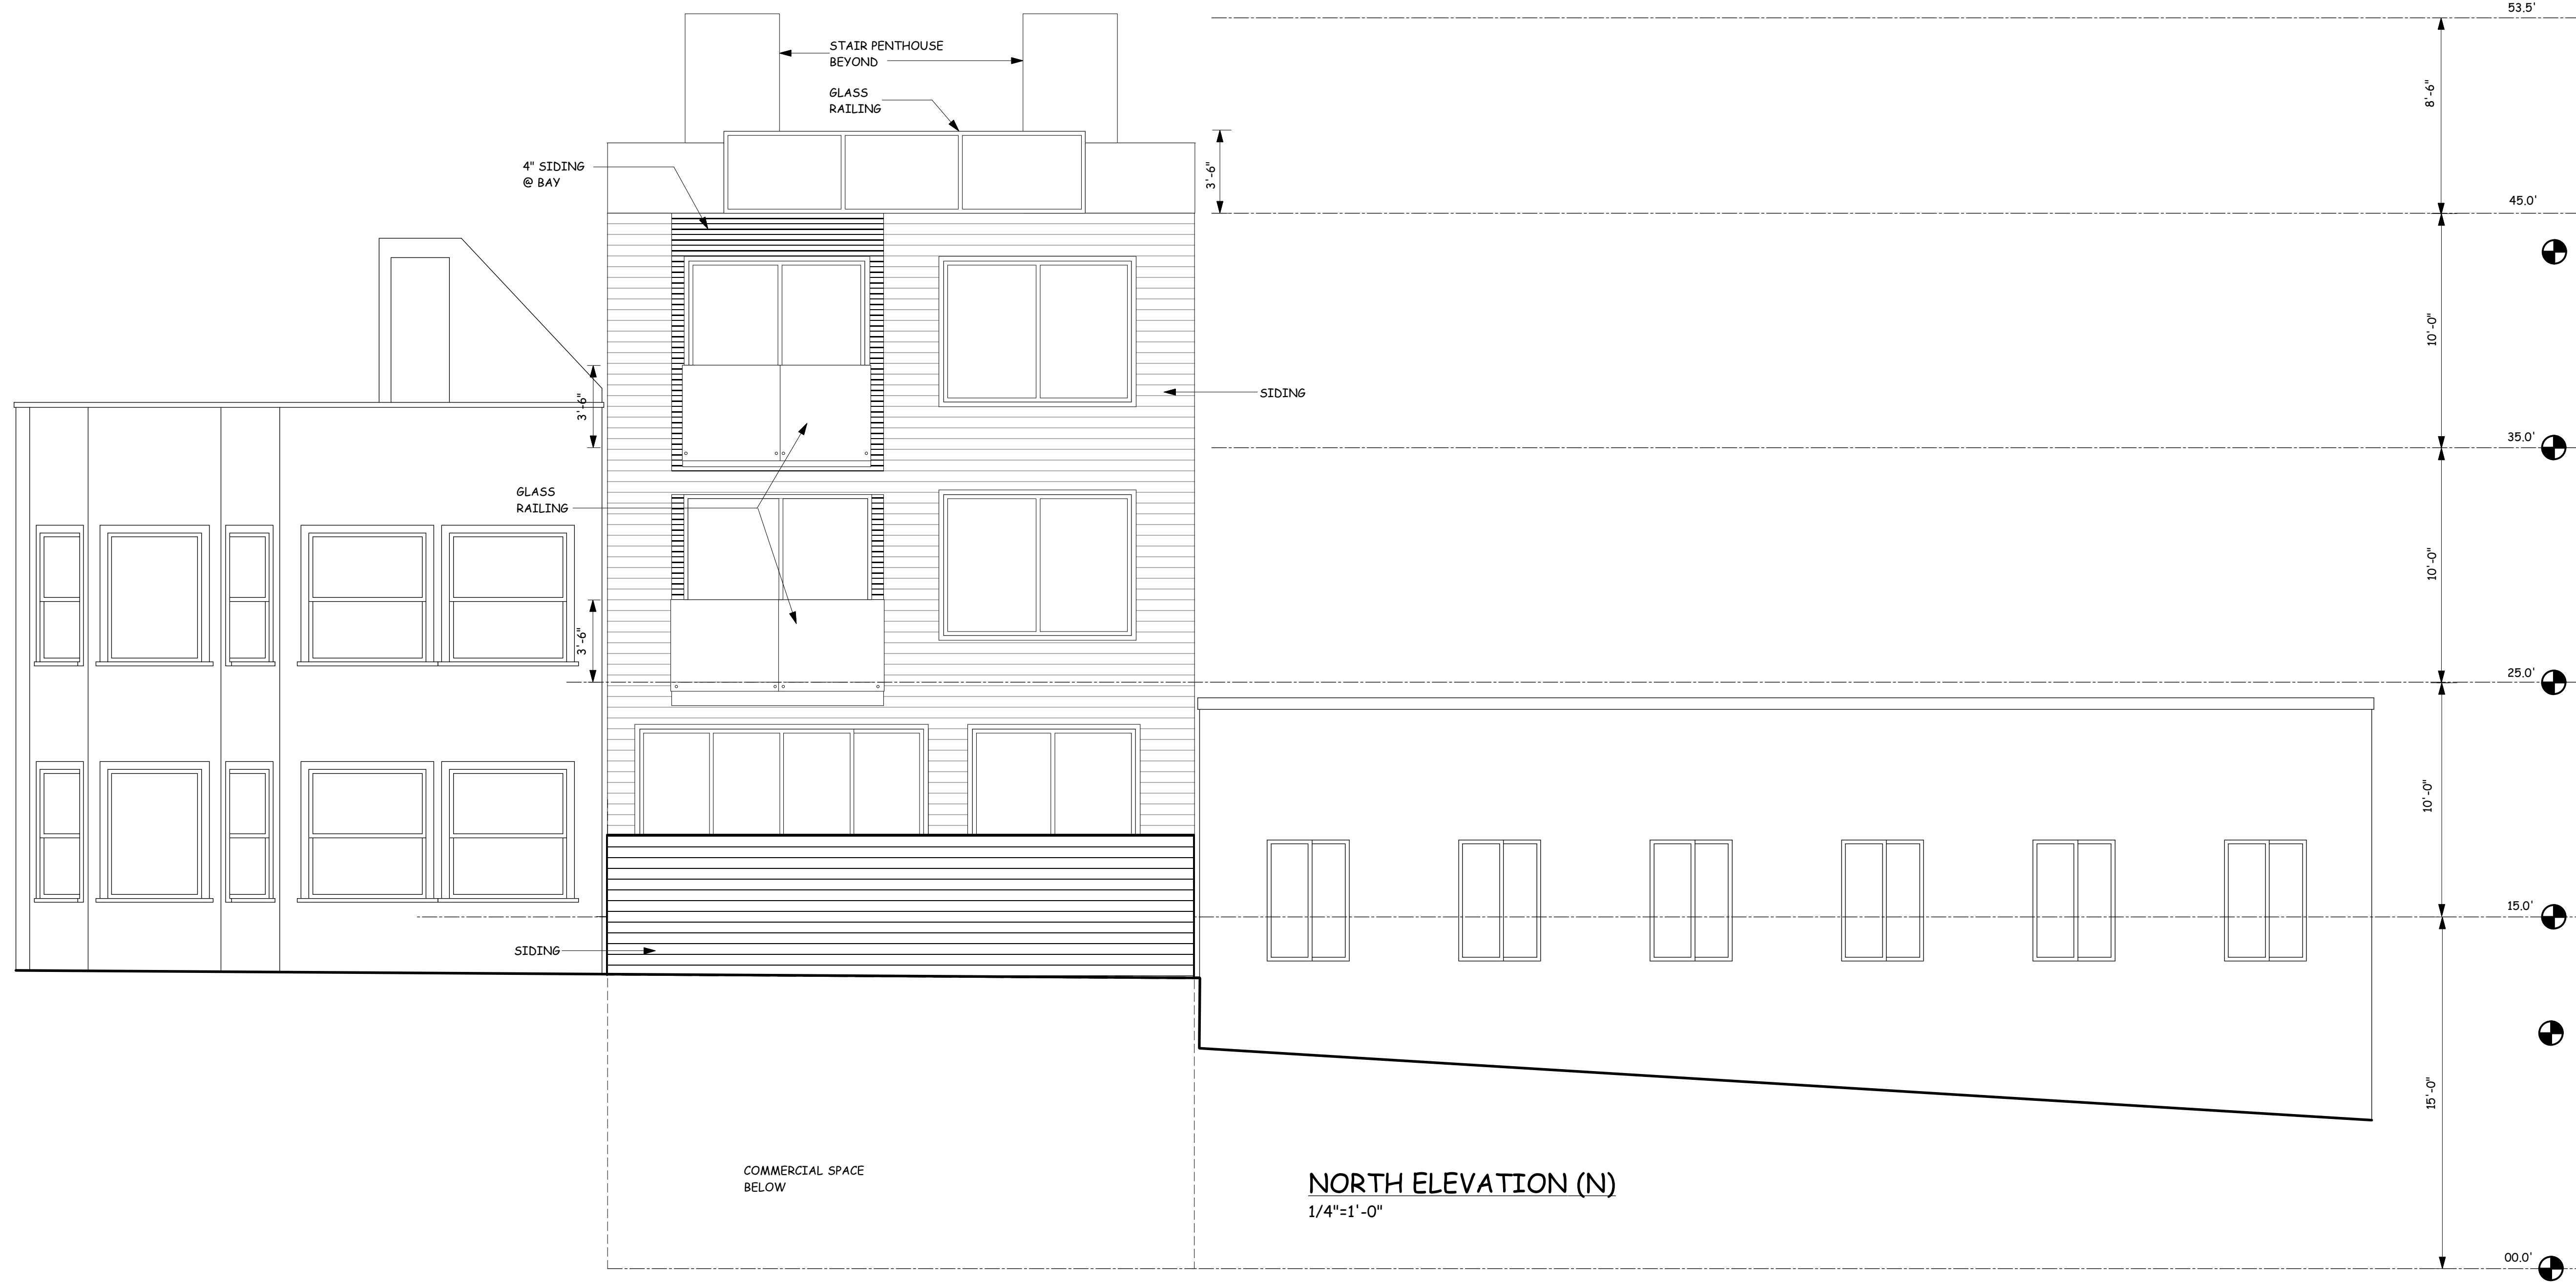 53.5'
STAIR PENTHOUSE
BEYOND
8'-6"
GLASS
RAILING
4" SIDING
@ BAY
3'-6"
45.0'
10'-0"
3'-6"
SIDING
35.0'
GLASS
RAILING
10'-0"
3'-6"
25.0'
10'-0"
15.0'
SIDING
15'-0"
COMMERCIAL SPACE
BELOW
NORTH ELEVATION (N)
1/4"=1'-0"
00.0'